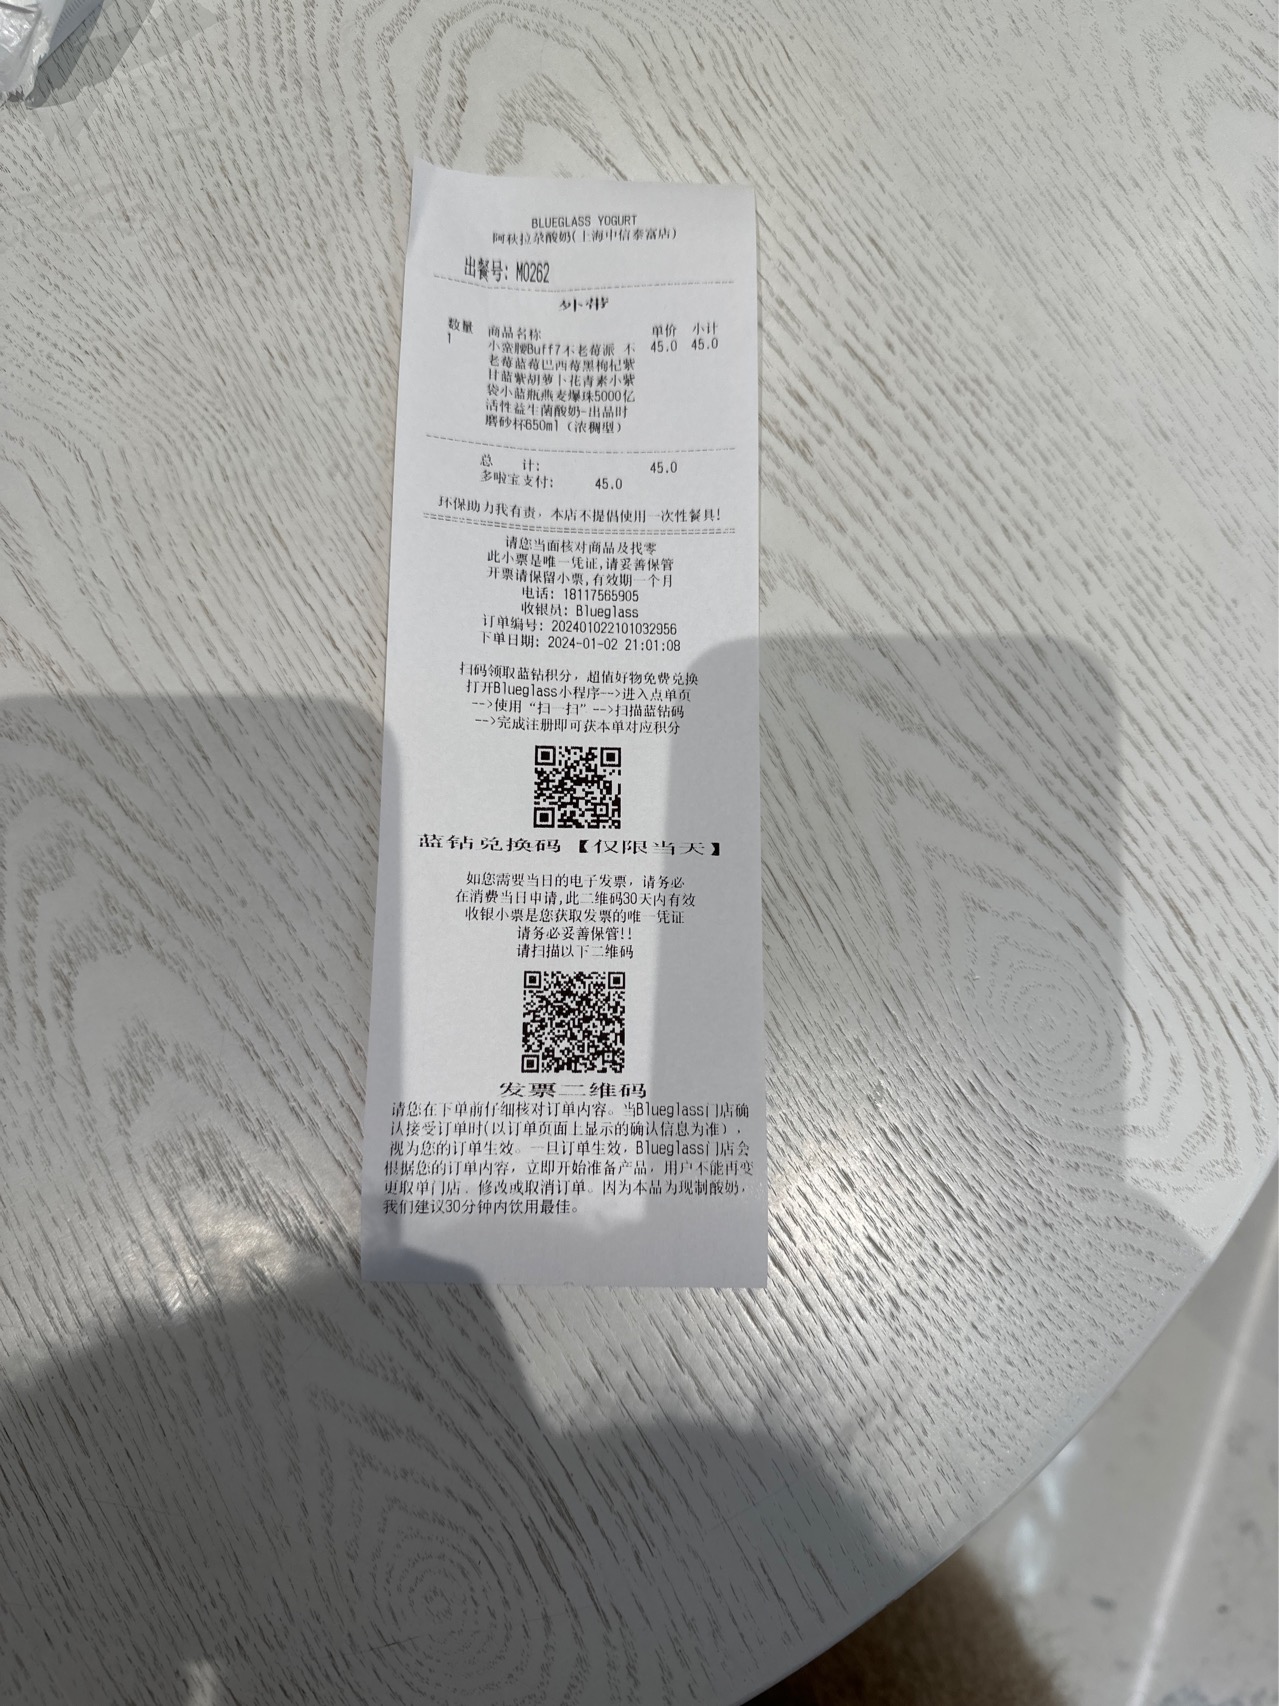 BLUEGLASS YOGURT
阿秋拉尕酸奶(上海中信泰富店)
出餐号: M0262
外带
数量 商品名称 单价 小计
1 小蛮腰Buff7不老莓派 不 45.0 45.0
老莓蓝莓巴西莓黑枸杞紫
甘蓝紫胡萝卜花青素小紫
袋小蓝瓶燕麦爆珠5000亿
活性益生菌酸奶-出品时
磨砂杯650ml（浓稠型）
总 计: 45.0
多啦宝支付: 45.0
环保助力我有责，本店不提倡使用一次性餐具!
请您当面核对商品及找零
此小票是唯一凭证,请妥善保管
开票请保留小票,有效期一个月
电话: 18117565905
收银员: Blueglass
订单编号: 202401022101032956
下单日期: 2024-01-02 21:01:08
扫码领取蓝钻积分，超值好物免费兑换
打开Blueglass小程序-->进入点单页
-->使用“扫一扫”-->扫描蓝钻码
-->完成注册即可获本单对应积分
蓝钻兑换码【仅限当天】
如您需要当日的电子发票，请务必
在消费当日申请,此二维码30天内有效
收银小票是您获取发票的唯一凭证
请务必妥善保管!!
请扫描以下二维码
发票二维码
请您在下单前仔细核对订单内容。当Blueglass门店确
认接受订单时(以订单页面上显示的确认信息为准)，
视为您的订单生效。一旦订单生效，Blueglass门店会
根据您的订单内容，立即开始准备产品，用户不能再变
更取单门店、修改或取消订单。因为本品为现制酸奶，
我们建议30分钟内饮用最佳。